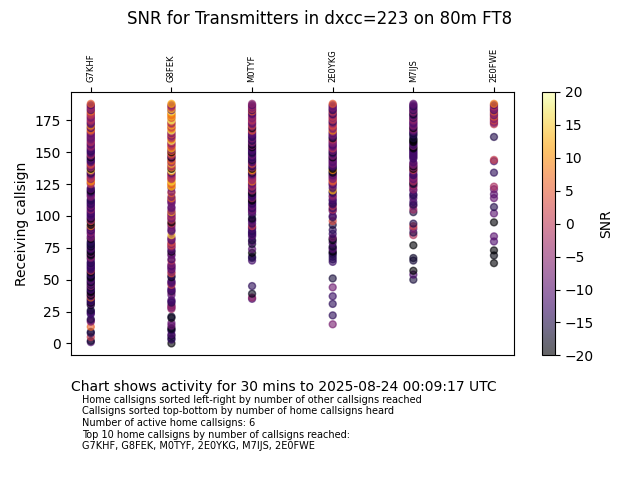 SNR for Transmitters in dxcc=223 on 80m FT8
G7KHF G8FEK M0TYF 2E0YKG M7IJS 2E0FWE
175
150
125
100
75
50
25
0
Receiving callsign
20
15
10
5
0
−5
−10
−15
−20
SNR
Chart shows activity for 30 mins to 2025-08-24 00:09:17 UTC
Home callsigns sorted left-right by number of other callsigns reached
Callsigns sorted top-bottom by number of home callsigns heard
Number of active home callsigns: 6
Top 10 home callsigns by number of callsigns reached:
G7KHF, G8FEK, M0TYF, 2E0YKG, M7IJS, 2E0FWE